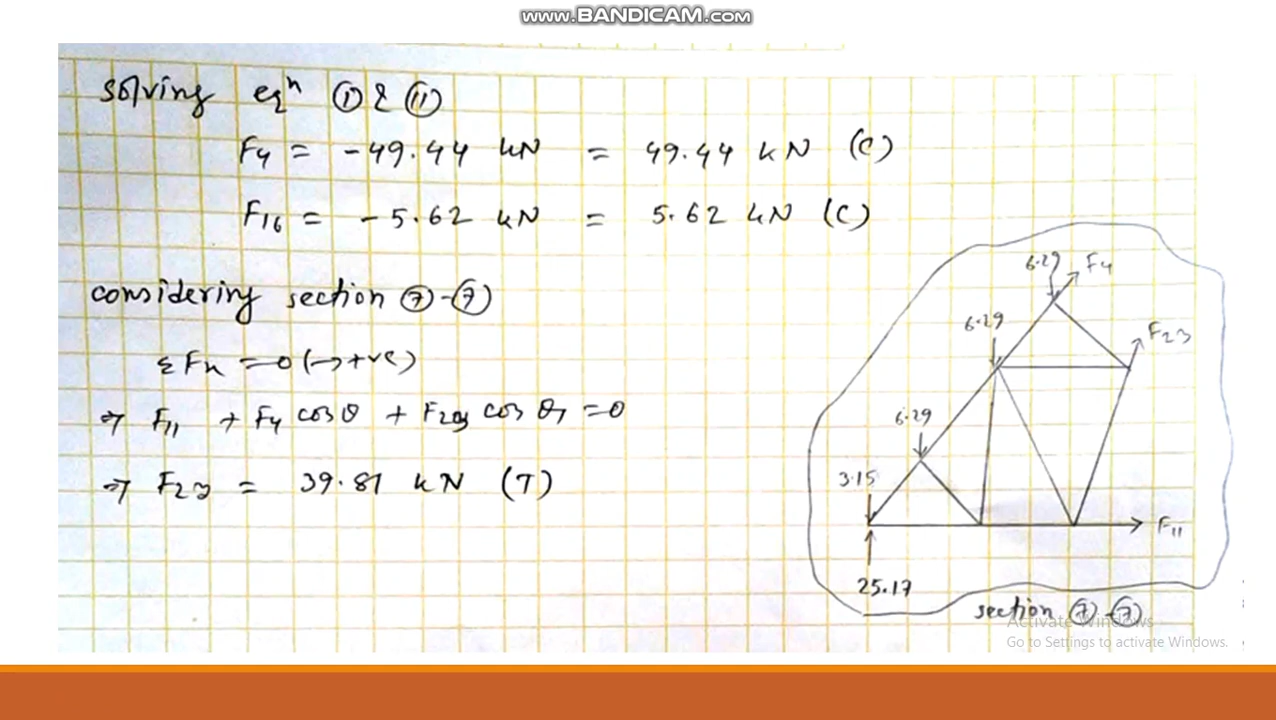 www.BANDICAM.com
solving eqn ① & ⑪
F4 = -49.44 kN = 49.44 kN (C)
F16 = -5.62 kN = 5.62 kN (C)
considering section ⑦-⑦
ΣFx = 0 (→+ve)
⇒ F11 + F4 cos θ + F23 cos θ1 = 0
⇒ F23 = 39.81 kN (T)
6.29 F4
6.29
F23
6.29
3.15
F11
25.17
section ⑦-⑦
Activate Windows
Go to Settings to activate Windows.